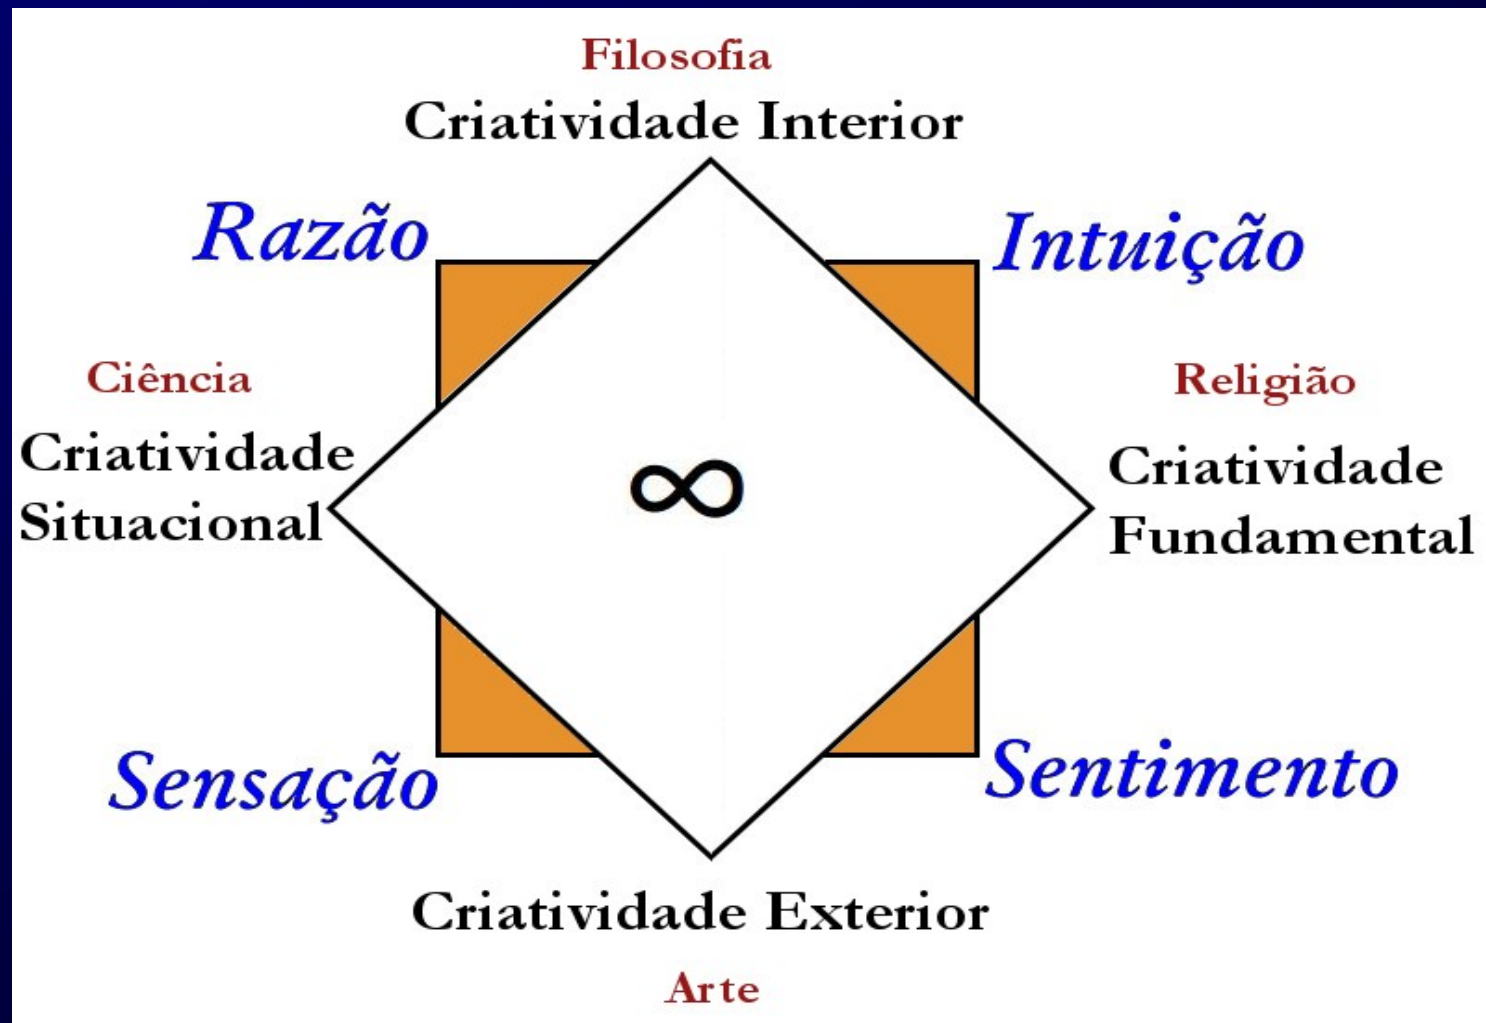 Filosofia
Criatividade Interior
Razão
Intuição
Ciência
Religião
Criatividade
Situacional
Criatividade
Fundamental
∞
Sensação
Sentimento
Criatividade Exterior
Arte